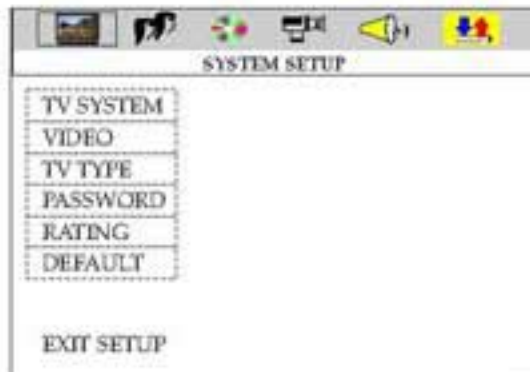 SYSTEM SETUP
TV SYSTEM
VIDEO
TV TYPE
PASSWORD
RATING
DEFAULT
EXIT SETUP